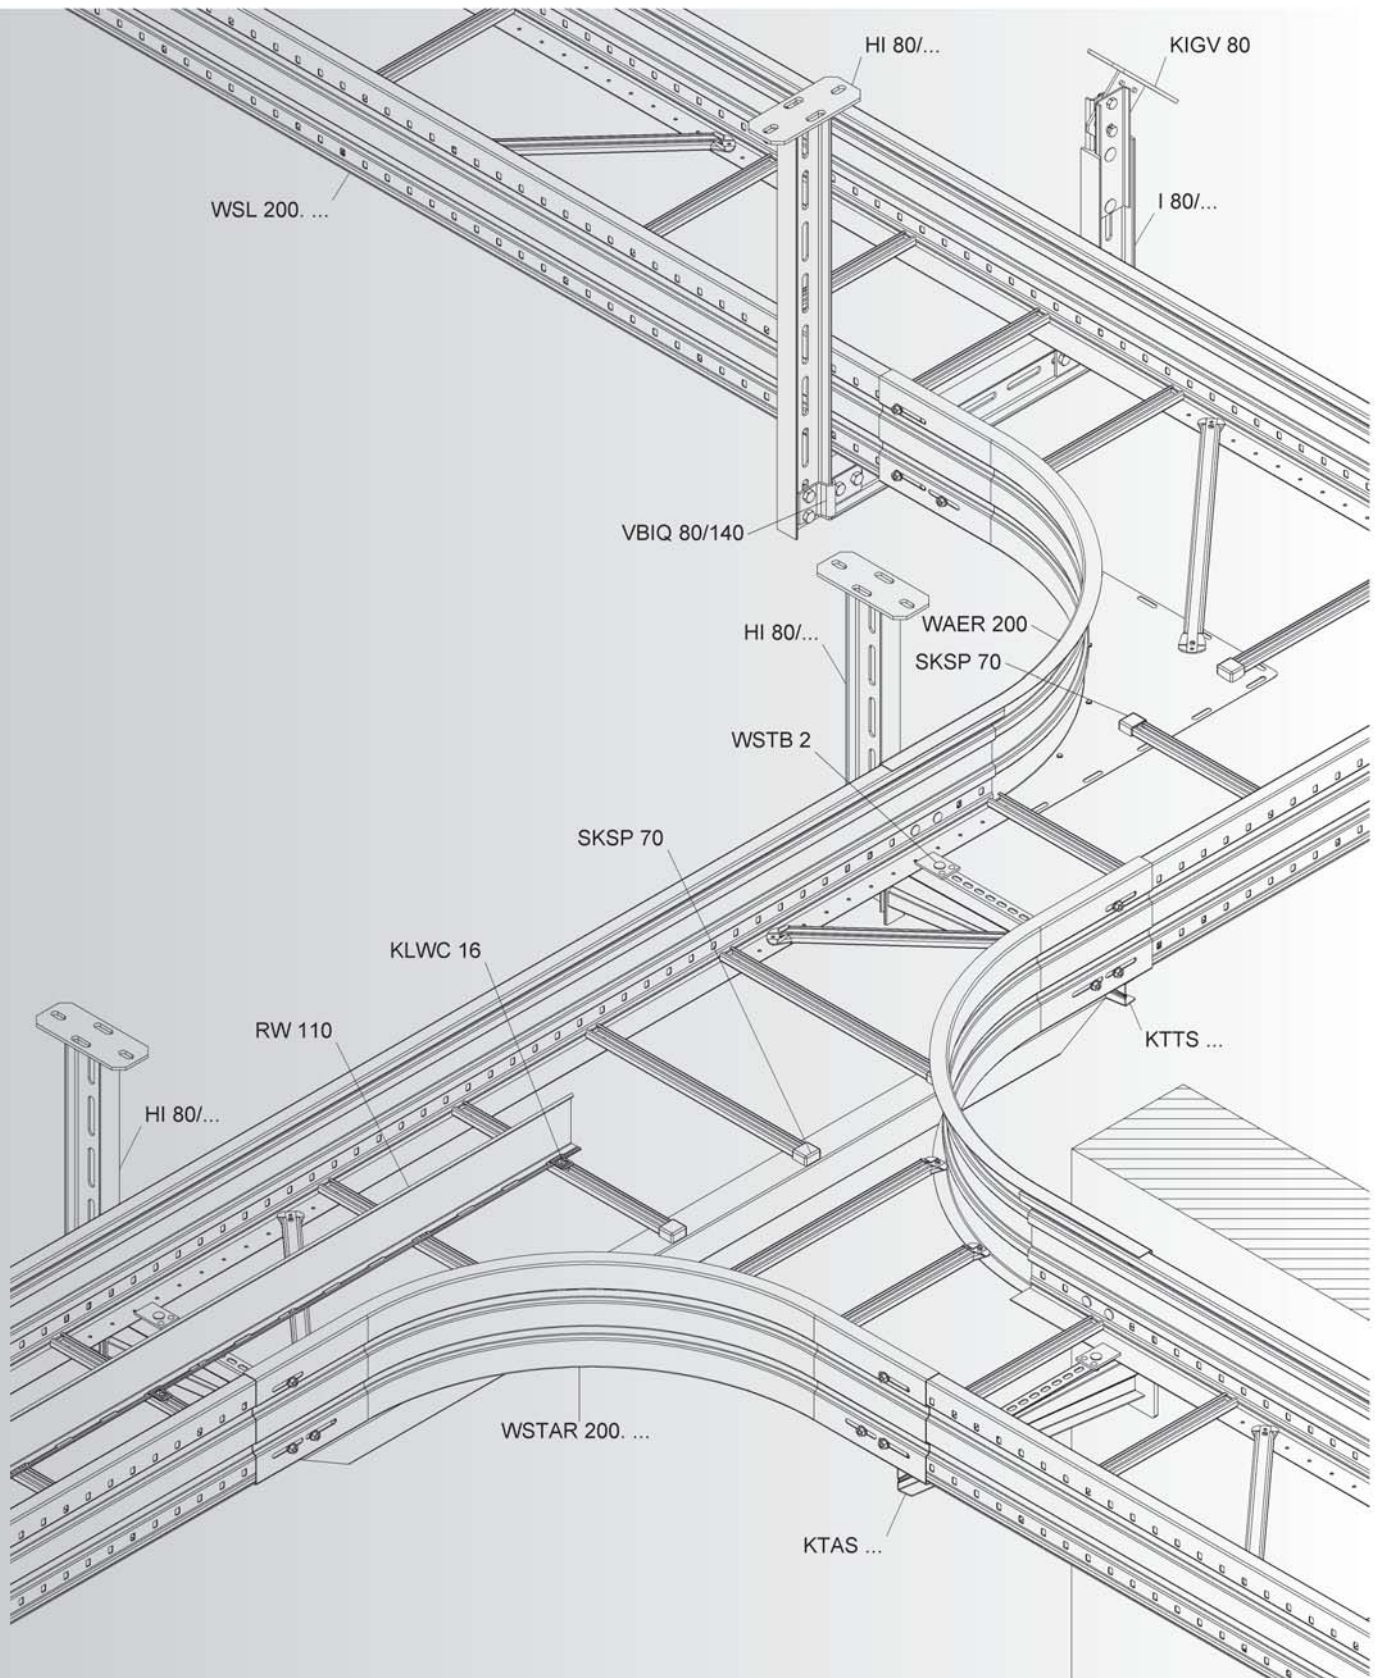 HI 80/...
KIGV 80
WSL 200. ...
I 80/...
VBIQ 80/140
HI 80/...
WAER 200
SKSP 70
WSTB 2
SKSP 70
KLWC 16
RW 110
KTTS ...
HI 80/...
WSTAR 200. ...
KTAS ...